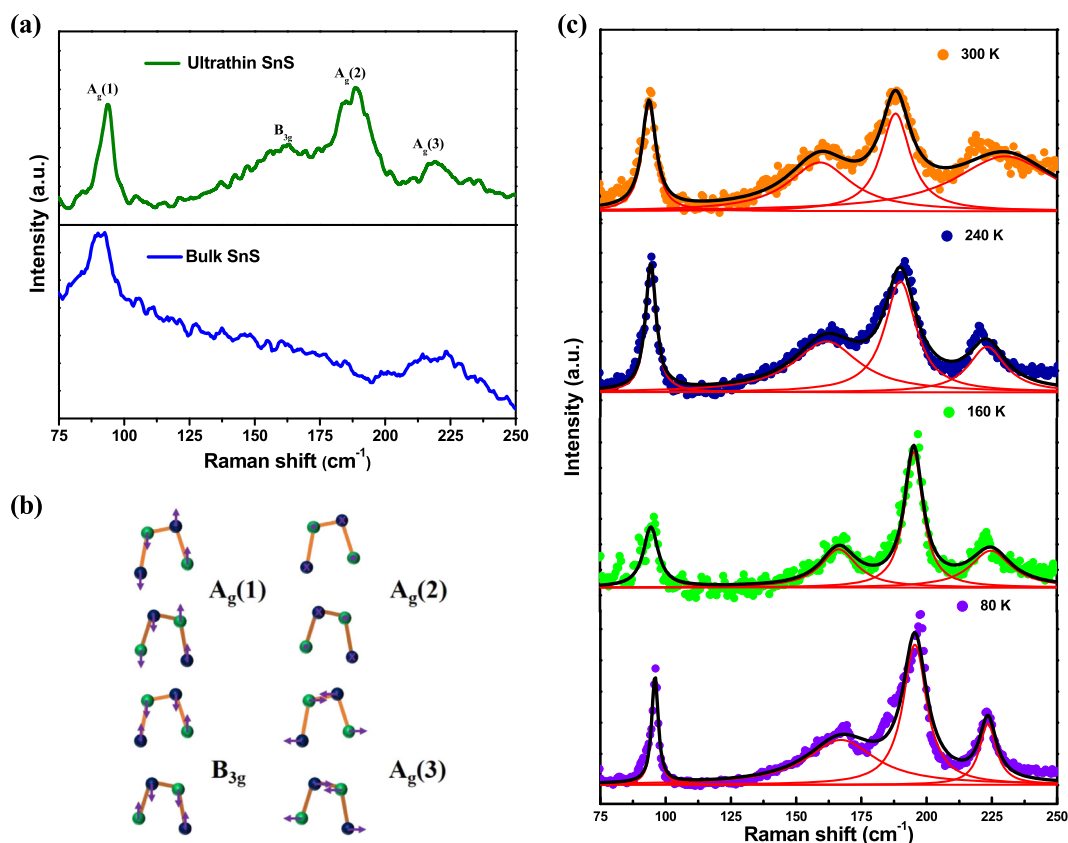 (a)
Ultrathin SnS
A_g(1)
B_3g
A_g(2)
A_g(3)
Bulk SnS
Intensity (a.u.)
75 100 125 150 175 200 225 250
Raman shift (cm⁻¹)
(b)
A_g(1) A_g(2)
B_3g A_g(3)
(c)
300 K
240 K
160 K
80 K
Intensity (a.u.)
75 100 125 150 175 200 225 250
Raman shift (cm⁻¹)